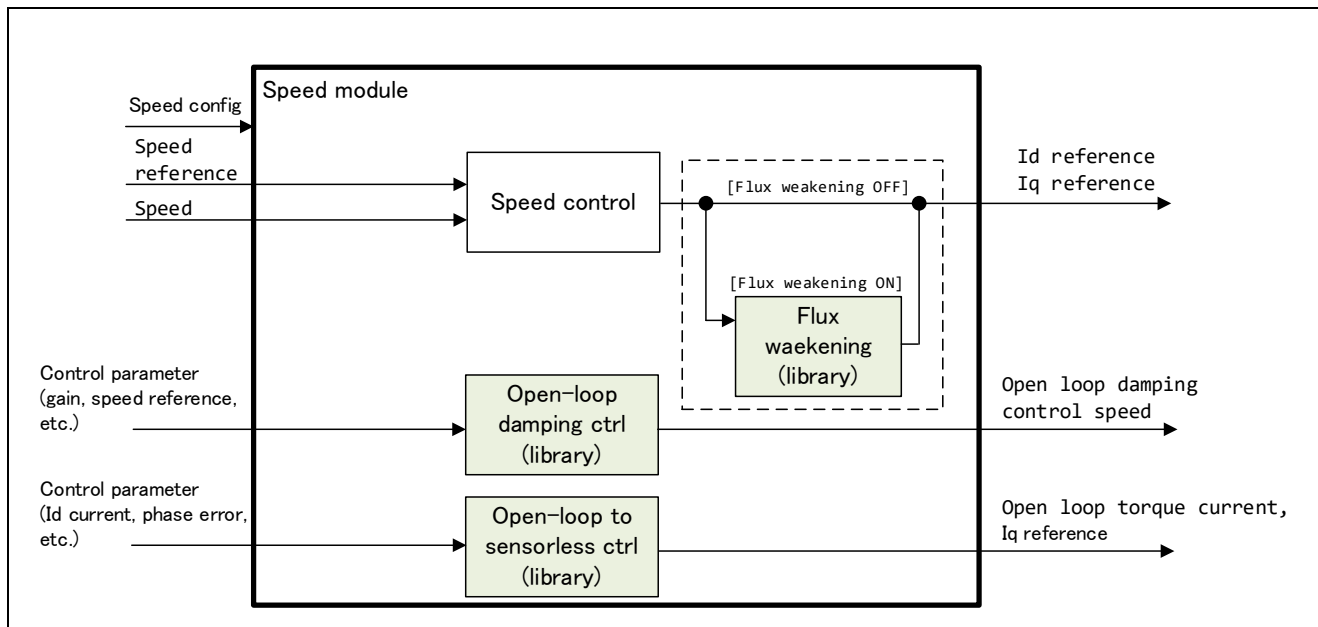 Speed module
Speed config
Speed
reference
Speed
Speed control
[Flux weakening OFF]
[Flux weakening ON]
Flux
waekening
(library)
Id reference
Iq reference
Control parameter
(gain, speed reference,
etc.)
Open-loop
damping ctrl
(library)
Open loop damping
control speed
Control parameter
(Id current, phase error,
etc.)
Open-loop to
sensorless ctrl
(library)
Open loop torque current,
Iq reference